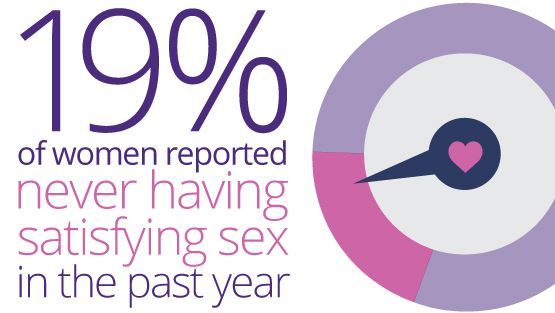 19%
of women reported
never having
satisfying sex
in the past year